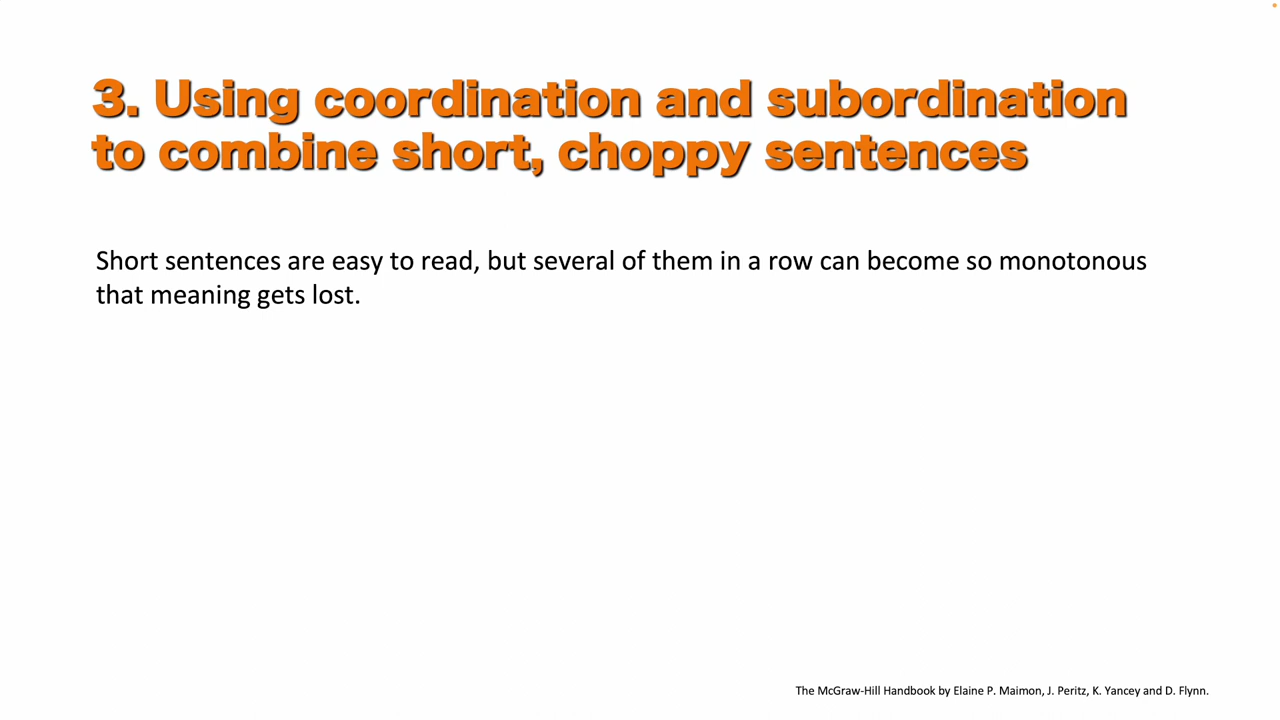 3. Using coordination and subordination
to combine short, choppy sentences
Short sentences are easy to read, but several of them in a row can become so monotonous
that meaning gets lost.
The McGraw-Hill Handbook by Elaine P. Maimon, J. Peritz, K. Yancey and D. Flynn.